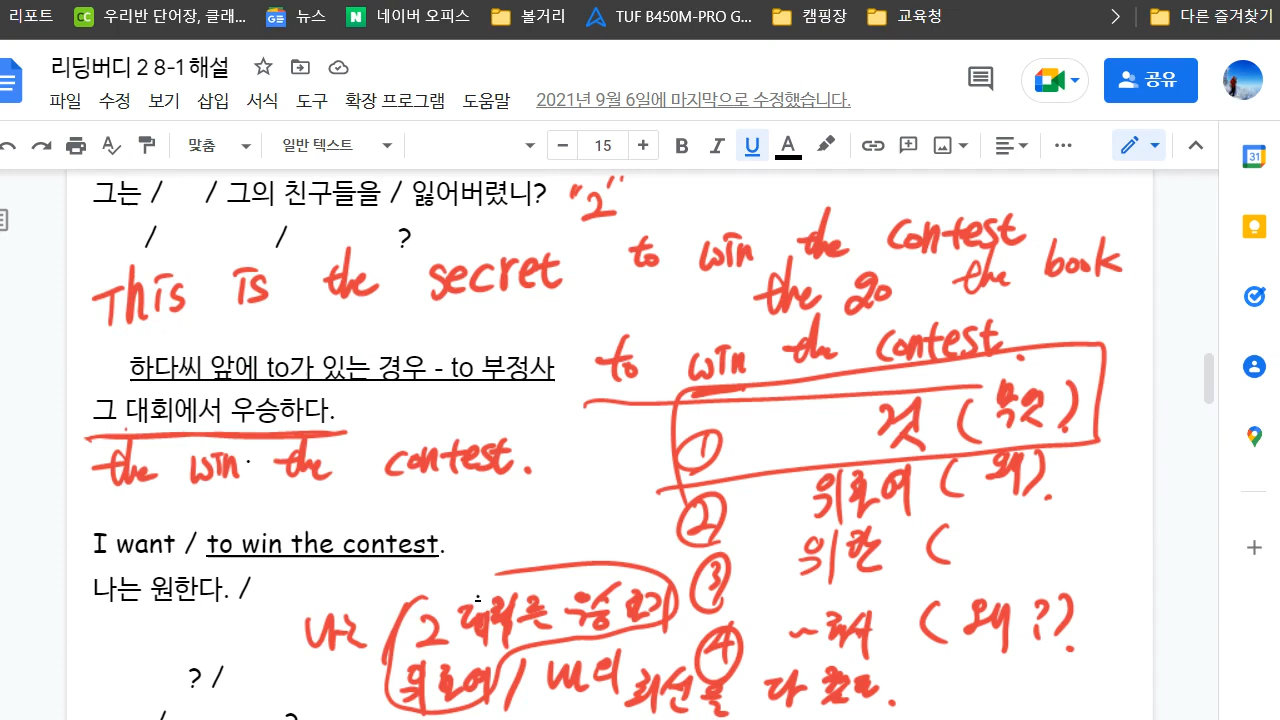 리포트 우리반 단어장, 클래... 뉴스 네이버 오피스 볼거리 TUF B450M-PRO G... 캠핑장 교육청 다른 즐겨찾기
리딩버디 2 8-1 해설
파일 수정 보기 삽입 서식 도구 확장 프로그램 도움말 2021년 9월 6일에 마지막으로 수정했습니다. 공유
맞춤 일반 텍스트 15 B I U A
31
그는 / / 그의 친구들을 / 잃어버렸니? "2"
/ / ?
This is the secret to win the contest
the 20 the book
하다씨 앞에 to가 있는 경우 - to 부정사
to win the contest.
그 대회에서 우승하다.
the win the contest.
① 것 (무엇?)
② 위하여 (왜).
③ 위한 (
④ ~해서 (왜??)
I want / to win the contest.
나는 원한다. /
나는 그 우승
위하여 / 나의 최선을 다
? /
/ ?